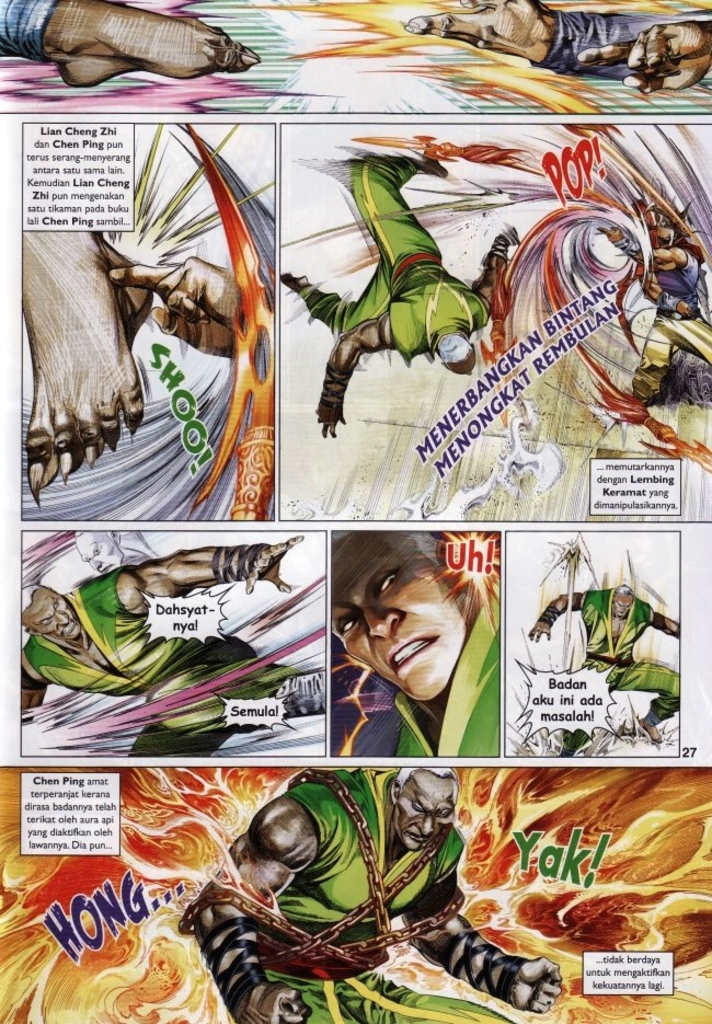 Lian Cheng Zhi
dan Chen Ping pun
terus serang-menyerang
antara satu sama lain.
Kemudian Lian Cheng
Zhi pun mengenakan
satu tikaman pada buku
lali Chen Ping sambil...
SHOO!
POP!
MENERBANGKAN BINTANG
MENONGKAT REMBULAN
... memutarkannya
dengan Lembing
Keramat yang
dimanipulasikannya.
Dahsyat-
nya!
Semula!
Uh!
Badan
aku ini ada
masalah!
27
Chen Ping amat
terperanjat kerana
dirasa badannya telah
terikat oleh aura api
yang diaktifkan oleh
lawannya. Dia pun...
HONG...
Yak!
...tidak berdaya
untuk mengaktifkan
kekuatannya lagi.